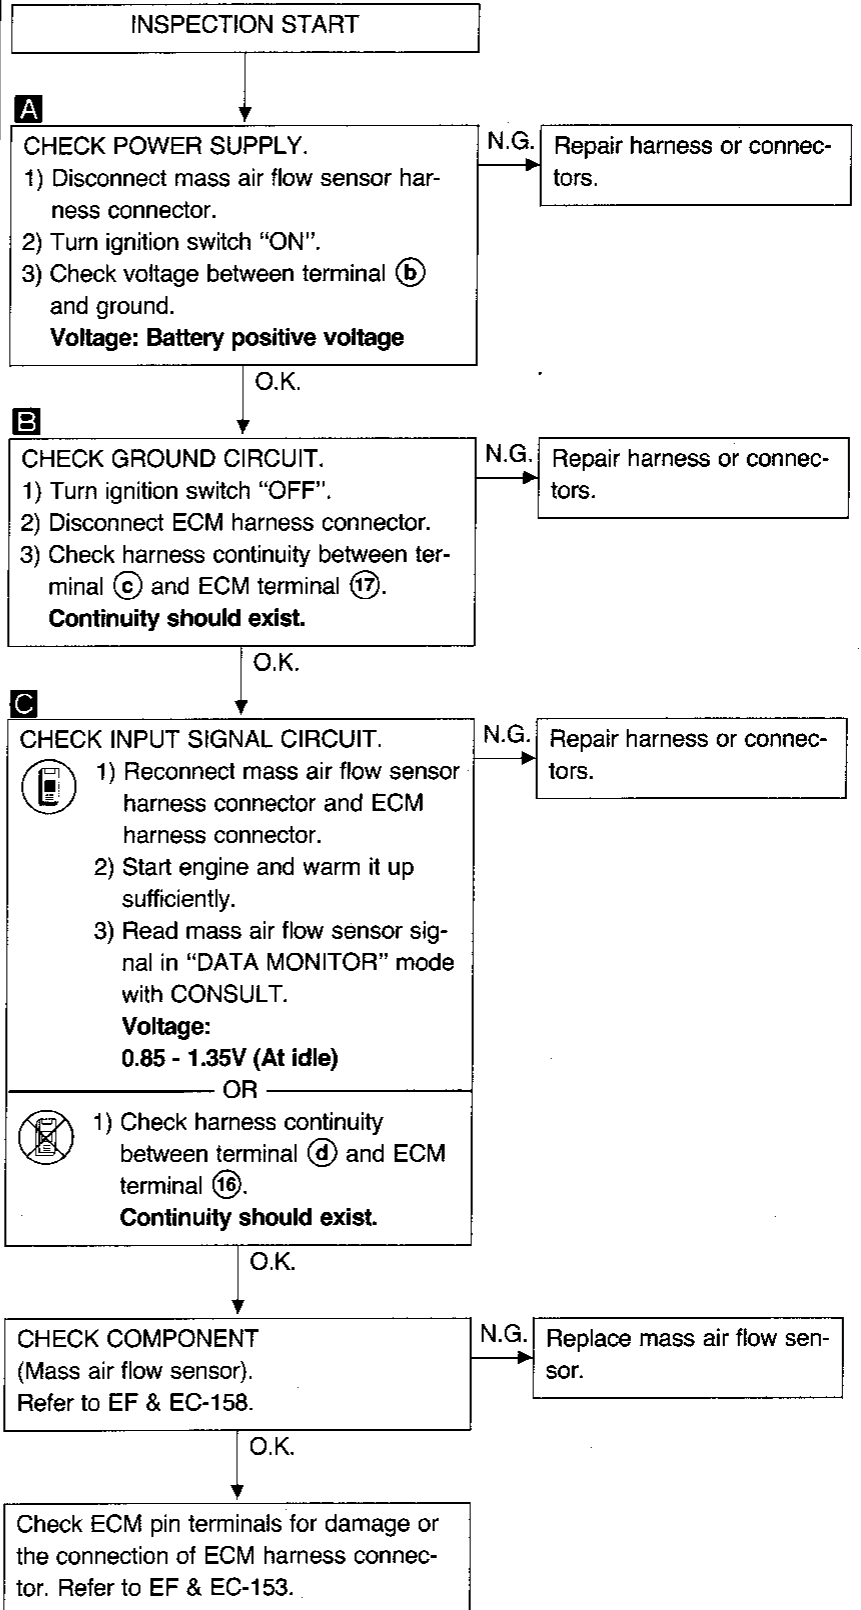 INSPECTION START
A
CHECK POWER SUPPLY.
1) Disconnect mass air flow sensor har-
ness connector.
2) Turn ignition switch “ON”.
3) Check voltage between terminal ⓑ
and ground.
Voltage: Battery positive voltage
N.G.
Repair harness or connec-
tors.
O.K.
B
CHECK GROUND CIRCUIT.
1) Turn ignition switch “OFF”.
2) Disconnect ECM harness connector.
3) Check harness continuity between ter-
minal ⓒ and ECM terminal ⑰.
Continuity should exist.
N.G.
Repair harness or connec-
tors.
O.K.
C
CHECK INPUT SIGNAL CIRCUIT.
1) Reconnect mass air flow sensor
harness connector and ECM
harness connector.
2) Start engine and warm it up
sufficiently.
3) Read mass air flow sensor sig-
nal in “DATA MONITOR” mode
with CONSULT.
Voltage:
0.85 - 1.35V (At idle)
OR
1) Check harness continuity
between terminal ⓓ and ECM
terminal ⑯.
Continuity should exist.
N.G.
Repair harness or connec-
tors.
O.K.
CHECK COMPONENT
(Mass air flow sensor).
Refer to EF & EC-158.
N.G.
Replace mass air flow sen-
sor.
O.K.
Check ECM pin terminals for damage or
the connection of ECM harness connec-
tor. Refer to EF & EC-153.